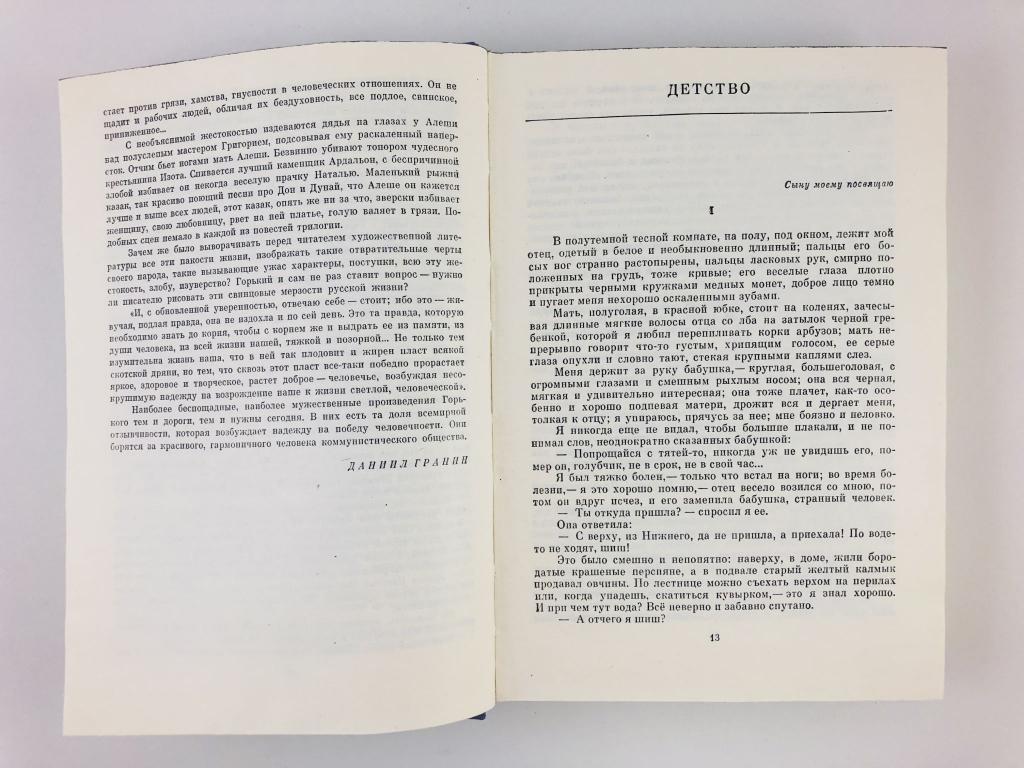 стает против грязи, хамства, гнусности в человеческих отношениях. Он не
щадит и рабочих людей, обличая их бездуховность, все подлое, свинское,
приниженное...
С необъяснимой жестокостью издеваются дядья на глазах у Алеши
над полуслепым мастером Григорием, подсовывая ему раскаленный напер-
сток. Отчим бьет ногами мать Алеши. Безвинно убивают топором чудесного
крестьянина Изота. Спивается лучший каменщик Ардальон, с беспричинной
злобой избивает он некогда веселую прачку Наталью. Маленький рыжий
казак, так красиво поющий песни про Дон и Дунай, что Алеше он кажется
лучше и выше всех людей, этот казак, опять же ни за что, зверски избивает
женщину, свою любовницу, рвет на ней платье, голую валяет в грязи. По-
добных сцен немало в каждой из повестей трилогии.
Зачем же было выворачивать перед читателем художественной лите-
ратуры все эти пакости жизни, изображать такие отвратительные черты
своего народа, такие вызывающие ужас характеры, поступки, всю эту же-
стокость, злобу, изуверство? Горький и сам не раз ставит вопрос — нужно
ли писателю рисовать эти свинцовые мерзости русской жизни?
«И, с обновленной уверенностью, отвечаю себе — стоит; ибо это — жи-
вучая, подлая правда, она не издохла и по сей день. Это та правда, которую
необходимо знать до корня, чтобы с корнем же и выдрать ее из памяти, из
души человека, из всей жизни нашей, тяжкой и позорной... Не только тем
изумительна жизнь наша, что в ней так плодовит и жирен пласт всякой
скотской дряни, но тем, что сквозь этот пласт все-таки победно прорастает
яркое, здоровое и творческое, растет доброе — человечье, возбуждая несо-
крушимую надежду на возрождение наше к жизни светлой, человеческой».
Наиболее беспощадные, наиболее мужественные произведения Горь-
кого тем и дороги, тем и нужны сегодня. В них есть та доля всемирной
отзывчивости, которая возбуждает надежду на победу человечности. Они
борятся за красивого, гармоничного человека коммунистического общества.
ДАНИИЛ ГРАНИН
ДЕТСТВО
Сыну моему посвящаю
I
В полутемной тесной комнате, на полу, под окном, лежит мой
отец, одетый в белое и необыкновенно длинный; пальцы его бо-
сых ног странно растопырены, пальцы ласковых рук, смирно по-
ложенных на грудь, тоже кривые; его веселые глаза плотно
прикрыты черными кружками медных монет, доброе лицо темно
и пугает меня нехорошо оскаленными зубами.
Мать, полуголая, в красной юбке, стоит на коленях, зачесы-
вая длинные мягкие волосы отца со лба на затылок черной гре-
бенкой, которой я любил перепиливать корки арбузов; мать не-
прерывно говорит что-то густым, хрипящим голосом, ее серые
глаза опухли и словно тают, стекая крупными каплями слез.
Меня держит за руку бабушка,— круглая, большеголовая, с
огромными глазами и смешным рыхлым носом; она вся черная,
мягкая и удивительно интересная; она тоже плачет, как-то осо-
бенно и хорошо подпевая матери, дрожит вся и дергает меня,
толкая к отцу; я упираюсь, прячусь за нее; мне боязно и неловко.
Я никогда еще не видал, чтобы большие плакали, и не по-
нимал слов, неоднократно сказанных бабушкой:
— Попрощайся с тятей-то, никогда уж не увидишь его, по-
мер он, голубчик, не в срок, не в свой час...
Я был тяжко болен,— только что встал на ноги; во время бо-
лезни,— я это хорошо помню,— отец весело возился со мною, по-
том он вдруг исчез, и его заменила бабушка, странный человек.
— Ты откуда пришла? — спросил я ее.
Она ответила:
— С верху, из Нижнего, да не пришла, а приехала! По воде-
то не ходят, шиш!
Это было смешно и непонятно: наверху, в доме, жили боро-
датые крашеные персияне, а в подвале старый желтый калмык
продавал овчины. По лестнице можно съехать верхом на перилах
или, когда упадешь, скатиться кувырком,— это я знал хорошо.
И при чем тут вода? Всё неверно и забавно спутано.
— А отчего я шиш?
13